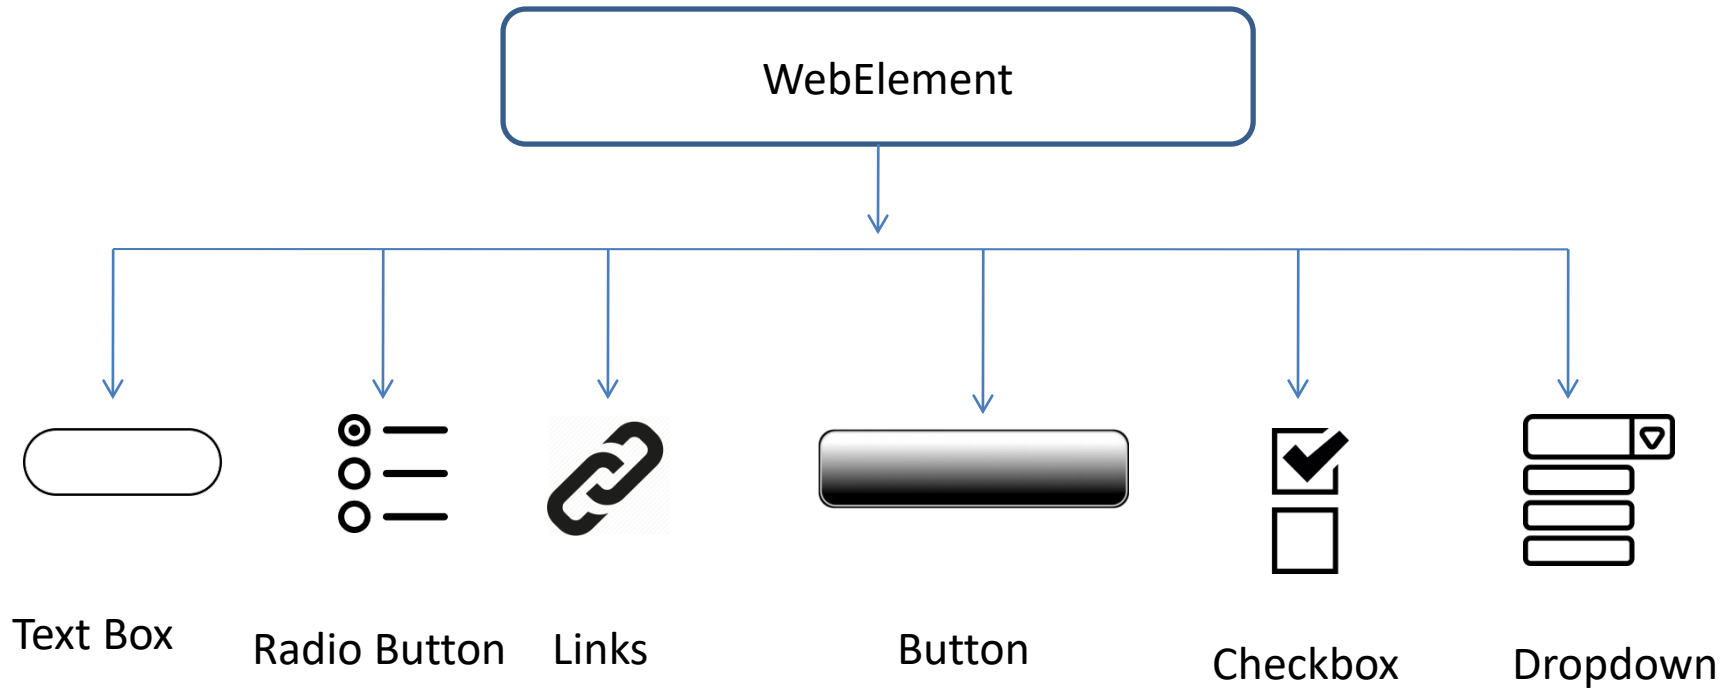 WebElement
Text Box
Radio Button
Links
Button
Checkbox
Dropdown